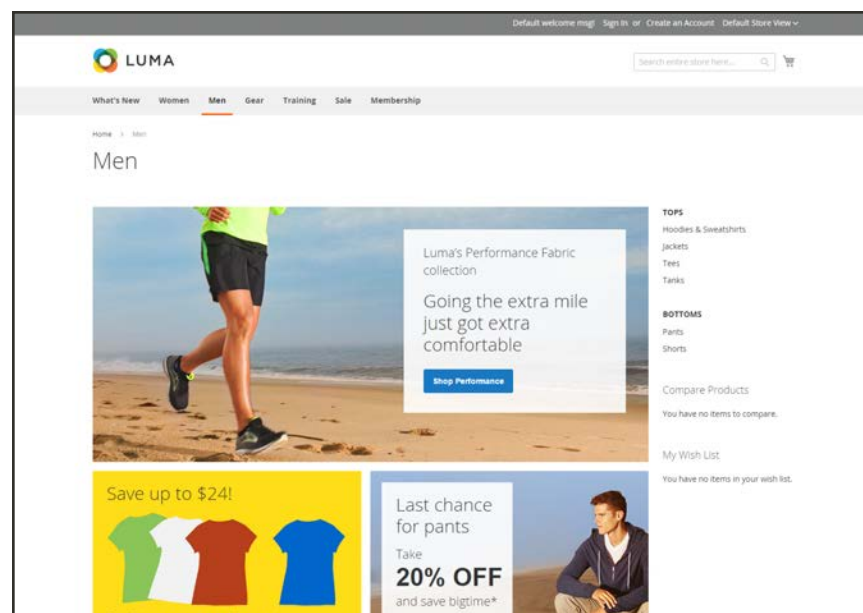 Default welcome msg! Sign In or Create an Account Default Store View
LUMA
Search entire store here...
What's New Women Men Gear Training Sale Membership
Home > Men
Men
Luma's Performance Fabric
collection
Going the extra mile
just got extra
comfortable
Shop Performance
TOPS
Hoodies & Sweatshirts
Jackets
Tees
Tanks
BOTTOMS
Pants
Shorts
Compare Products
You have no items to compare.
My Wish List
You have no items in your wish list.
Save up to $24!
Last chance
for pants
Take
20% OFF
and save bigtime*